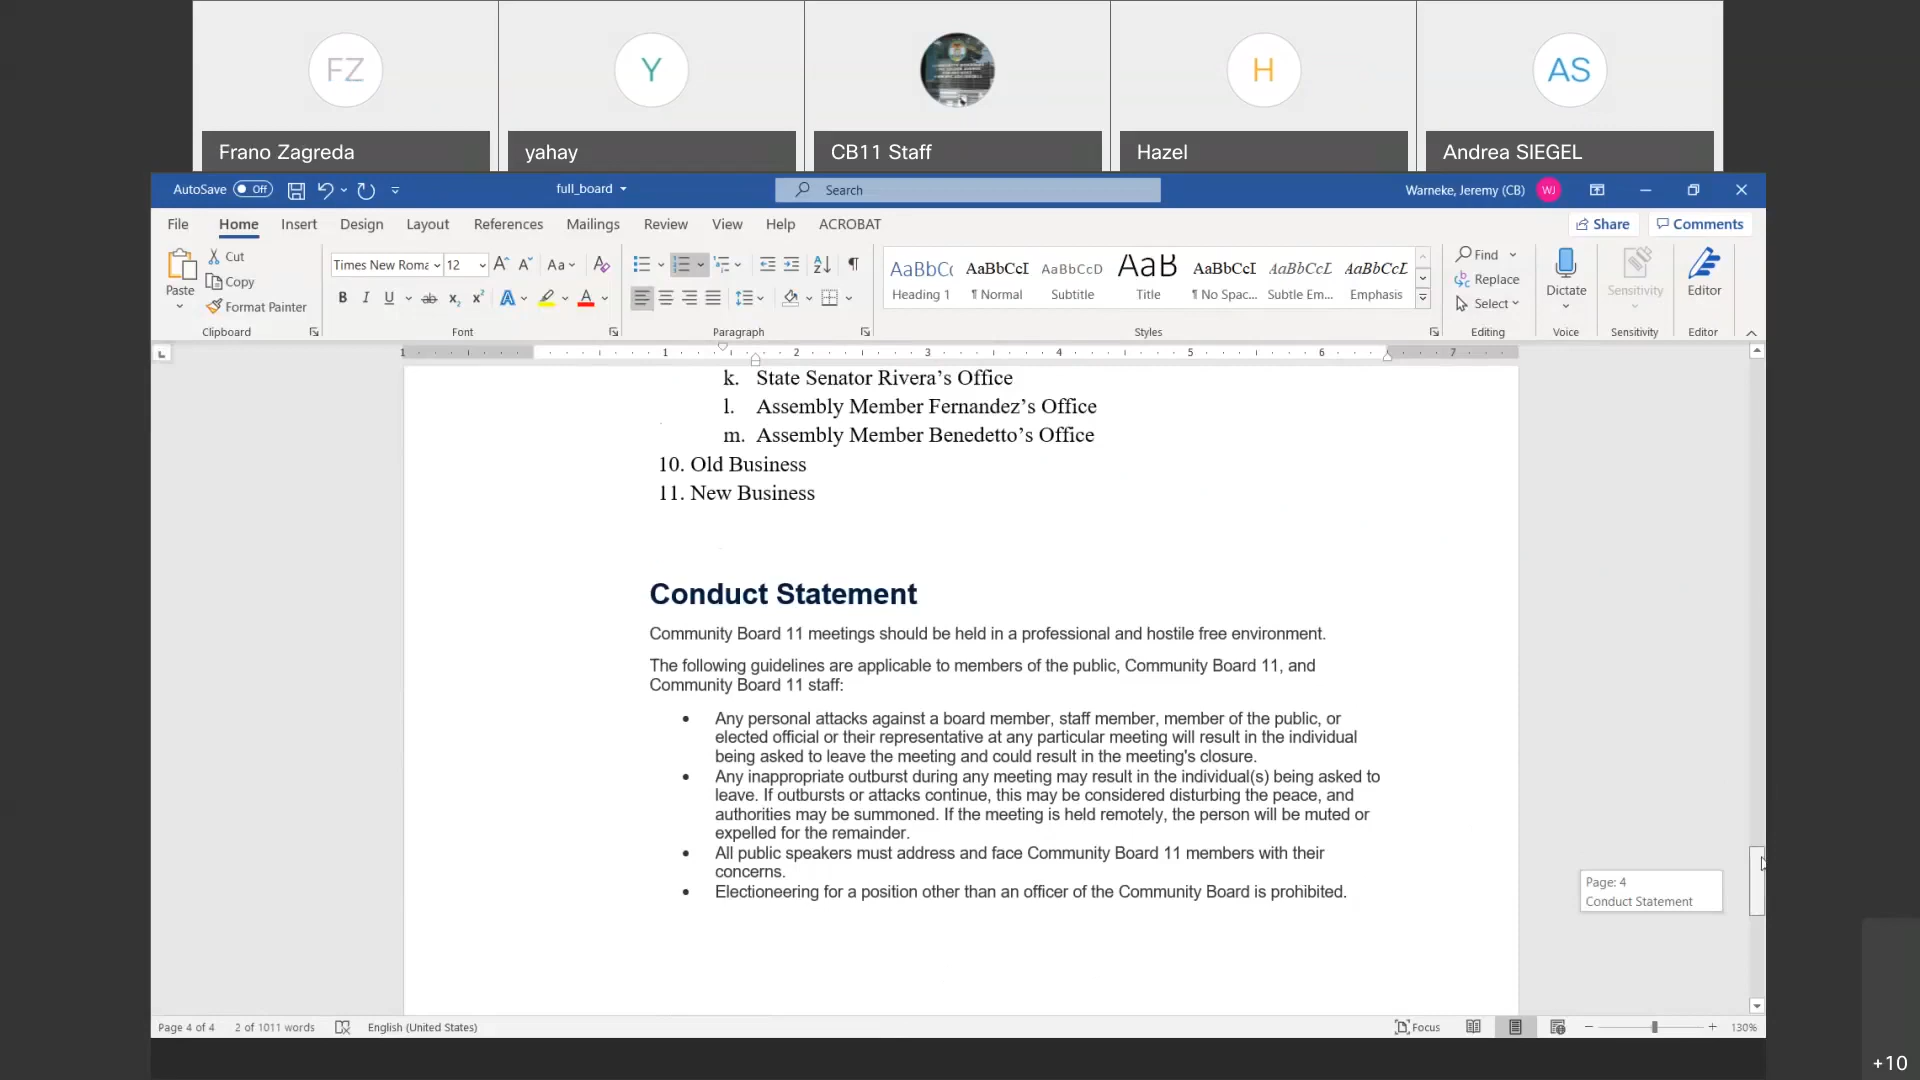 FZ
Y
H
AS
Frano Zagreda
yahay
CB11 Staff
Hazel
Andrea SIEGEL
AutoSave Off
full_board
Search
Warneke, Jeremy (CB) WJ
File Home Insert Design Layout References Mailings Review View Help ACROBAT
Share Comments
Paste
Cut
Copy
Format Painter
Clipboard
Times New Roma 12
Font
Paragraph
AaBbCc AaBbCcI AaBbCcD AaB AaBbCcI AaBbCcL AaBbCcL
Heading 1 ¶ Normal Subtitle Title ¶ No Spac... Subtle Em... Emphasis
Styles
Find
Replace
Select
Editing
Dictate
Voice
Sensitivity
Sensitivity
Editor
Editor
1 1 2 3 4 5 6 7
k. State Senator Rivera’s Office
l. Assembly Member Fernandez’s Office
m. Assembly Member Benedetto’s Office
10. Old Business
11. New Business
Conduct Statement
Community Board 11 meetings should be held in a professional and hostile free environment.
The following guidelines are applicable to members of the public, Community Board 11, and
Community Board 11 staff:
• Any personal attacks against a board member, staff member, member of the public, or
elected official or their representative at any particular meeting will result in the individual
being asked to leave the meeting and could result in the meeting's closure.
• Any inappropriate outburst during any meeting may result in the individual(s) being asked to
leave. If outbursts or attacks continue, this may be considered disturbing the peace, and
authorities may be summoned. If the meeting is held remotely, the person will be muted or
expelled for the remainder.
• All public speakers must address and face Community Board 11 members with their
concerns.
• Electioneering for a position other than an officer of the Community Board is prohibited.
Page: 4
Conduct Statement
Page 4 of 4 2 of 1011 words English (United States)
Focus
130%
+10